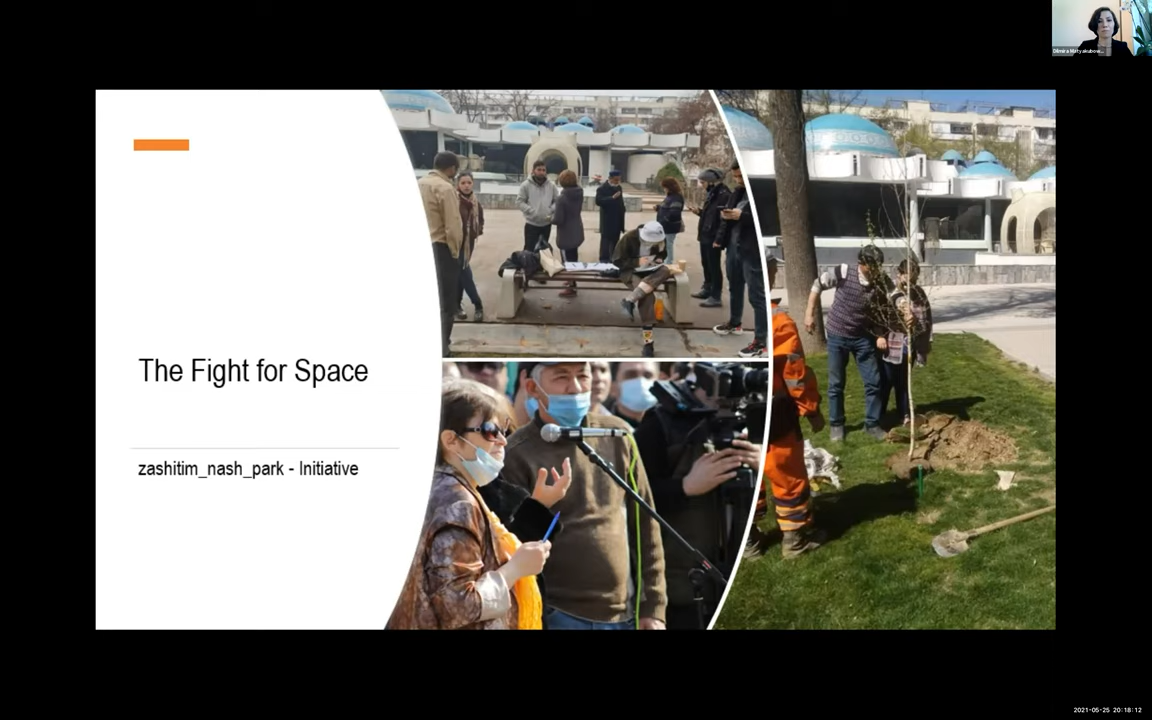 The Fight for Space
zashitim_nash_park - Initiative
2021-05-25 20:18:12